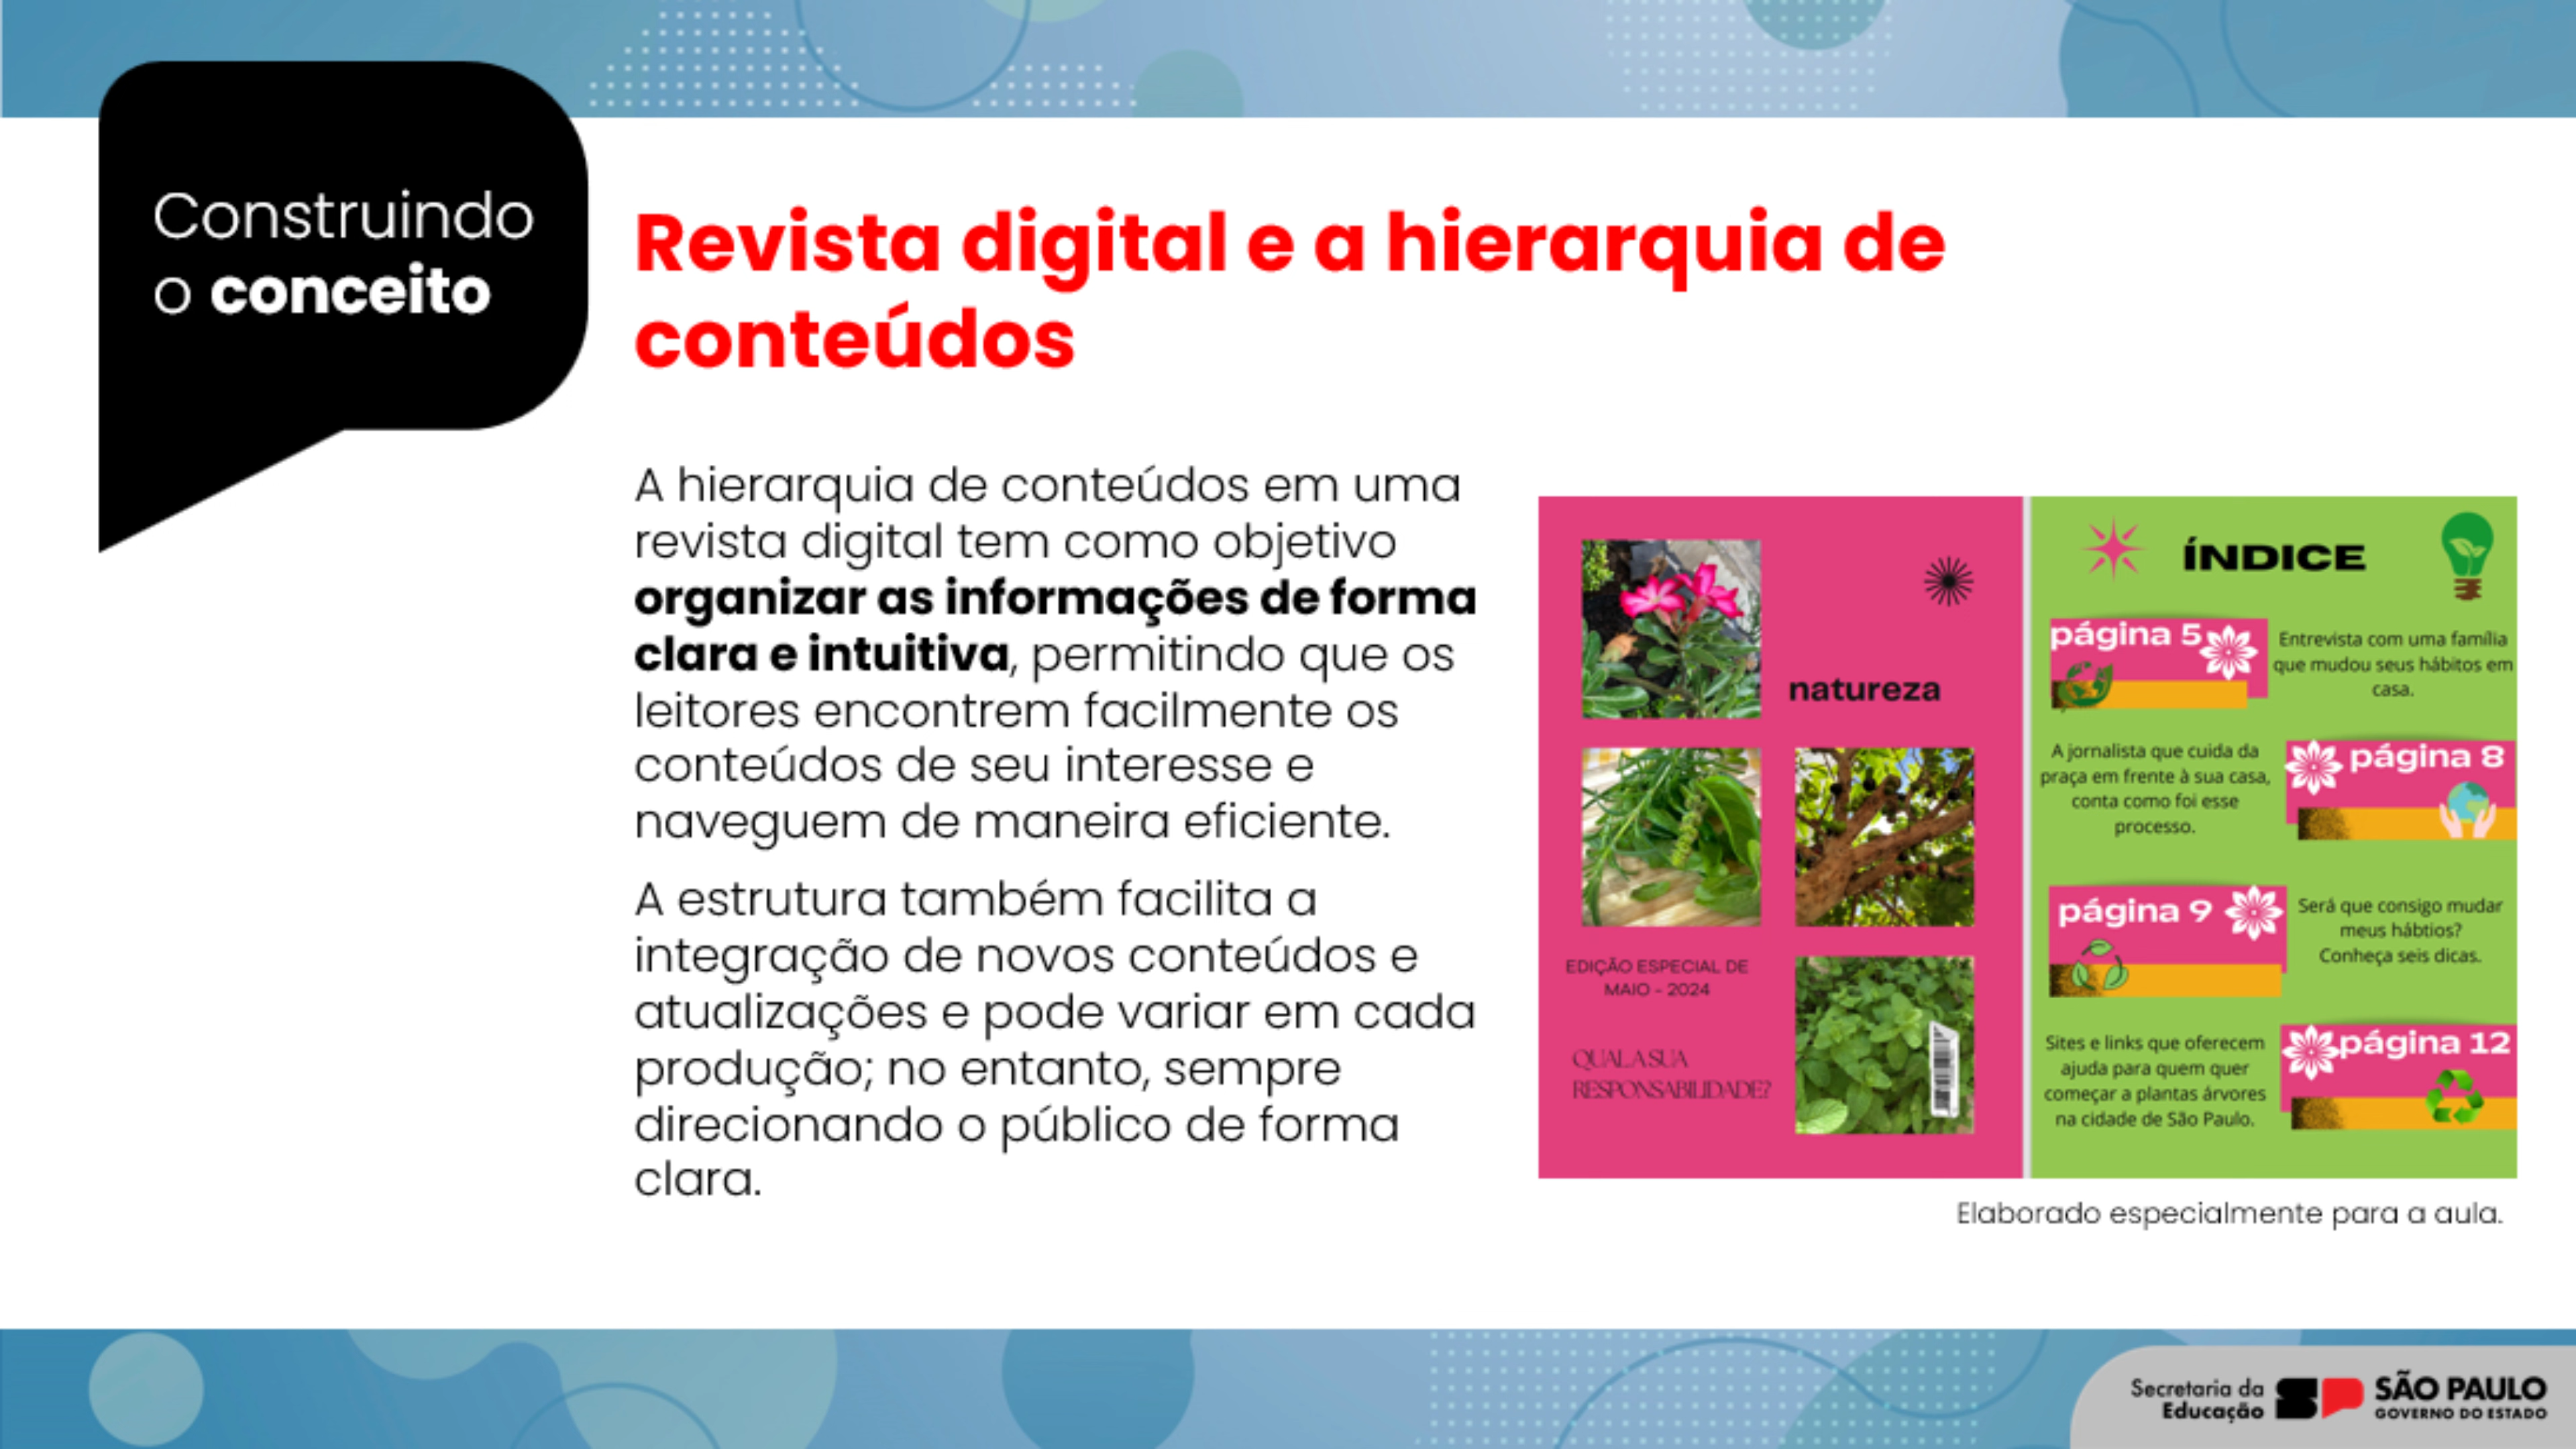 Construindo
o conceito
Revista digital e a hierarquia de
conteúdos
A hierarquia de conteúdos em uma
revista digital tem como objetivo
organizar as informações de forma
clara e intuitiva, permitindo que os
leitores encontrem facilmente os
conteúdos de seu interesse e
naveguem de maneira eficiente.
A estrutura também facilita a
integração de novos conteúdos e
atualizações e pode variar em cada
produção; no entanto, sempre
direcionando o público de forma
clara.
natureza
EDIÇÃO ESPECIAL DE
MAIO - 2024
QUAL A SUA
RESPONSABILIDADE?
ÍNDICE
página 5
Entrevista com uma família
que mudou seus hábitos em
casa.
A jornalista que cuida da
praça em frente à sua casa,
conta como foi esse
processo.
página 8
página 9
Será que consigo mudar
meus hábtios?
Conheça seis dicas.
Sites e links que oferecem
ajuda para quem quer
começar a plantas árvores
na cidade de São Paulo.
página 12
Elaborado especialmente para a aula.
Secretaria da
Educação
SP
SÃO PAULO
GOVERNO DO ESTADO